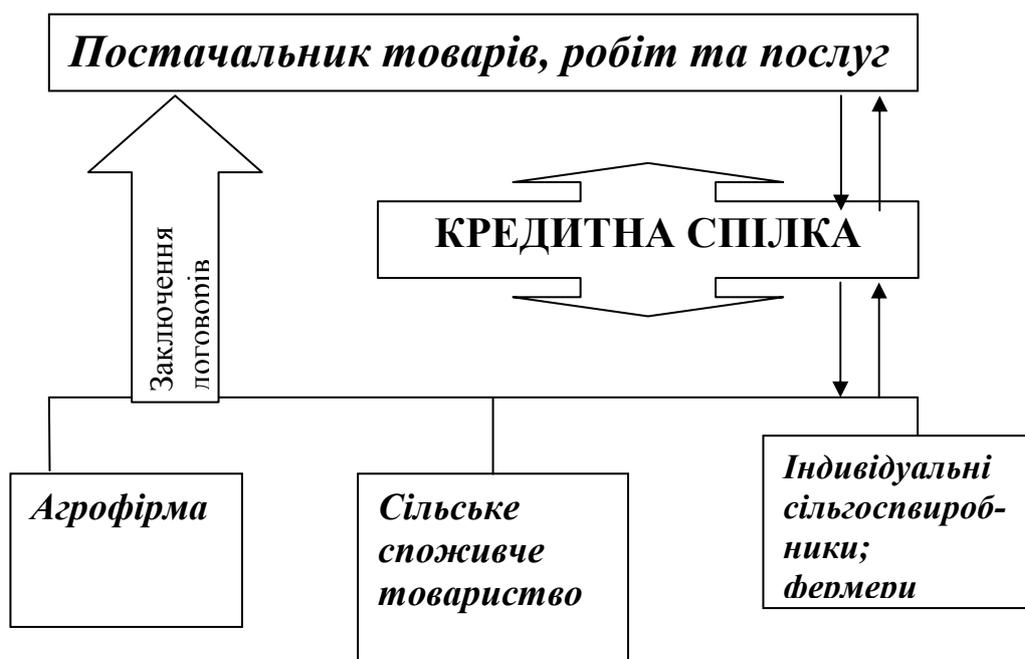 Постачальник товарів, робіт та послуг
КРЕДИТНА СПІЛКА
Заключення
договорів
Агрофірма
Сільське
споживче
товариство
Індивідуальні
сільгоспвироб-
ники;
фермери